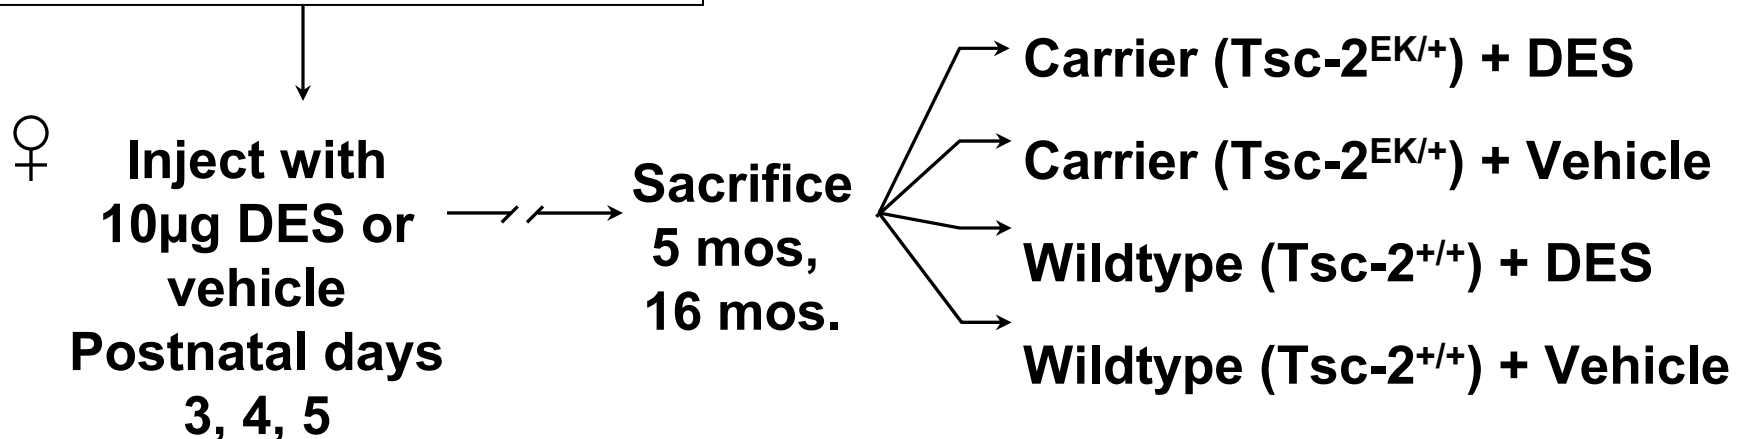 ♀
Inject with
10µg DES or
vehicle
Postnatal days
3, 4, 5
Sacrifice
5 mos,
16 mos.
Carrier (Tsc-2EK/+) + DES
Carrier (Tsc-2EK/+) + Vehicle
Wildtype (Tsc-2+/+) + DES
Wildtype (Tsc-2+/+) + Vehicle